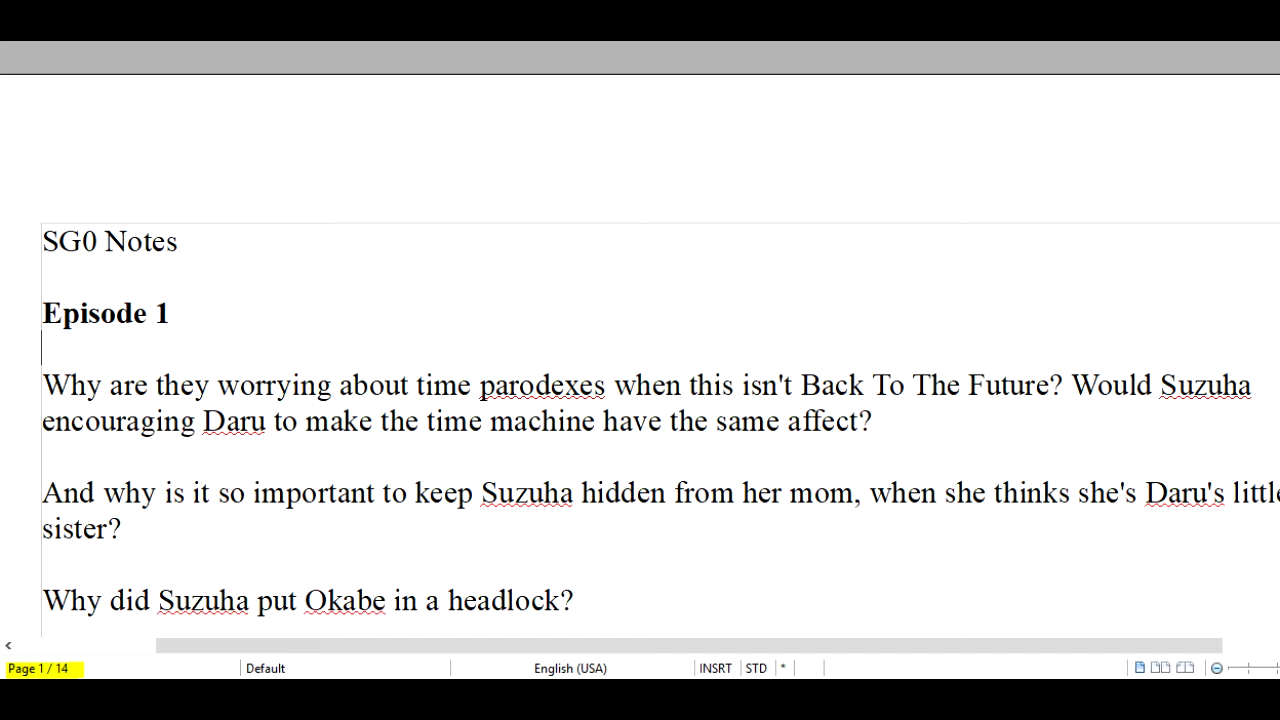 SG0 Notes
Episode 1
Why are they worrying about time parodexes when this isn't Back To The Future? Would Suzuha
encouraging Daru to make the time machine have the same affect?
And why is it so important to keep Suzuha hidden from her mom, when she thinks she's Daru's little
sister?
Why did Suzuha put Okabe in a headlock?
Page 1 / 14 Default English (USA) INSRT STD *